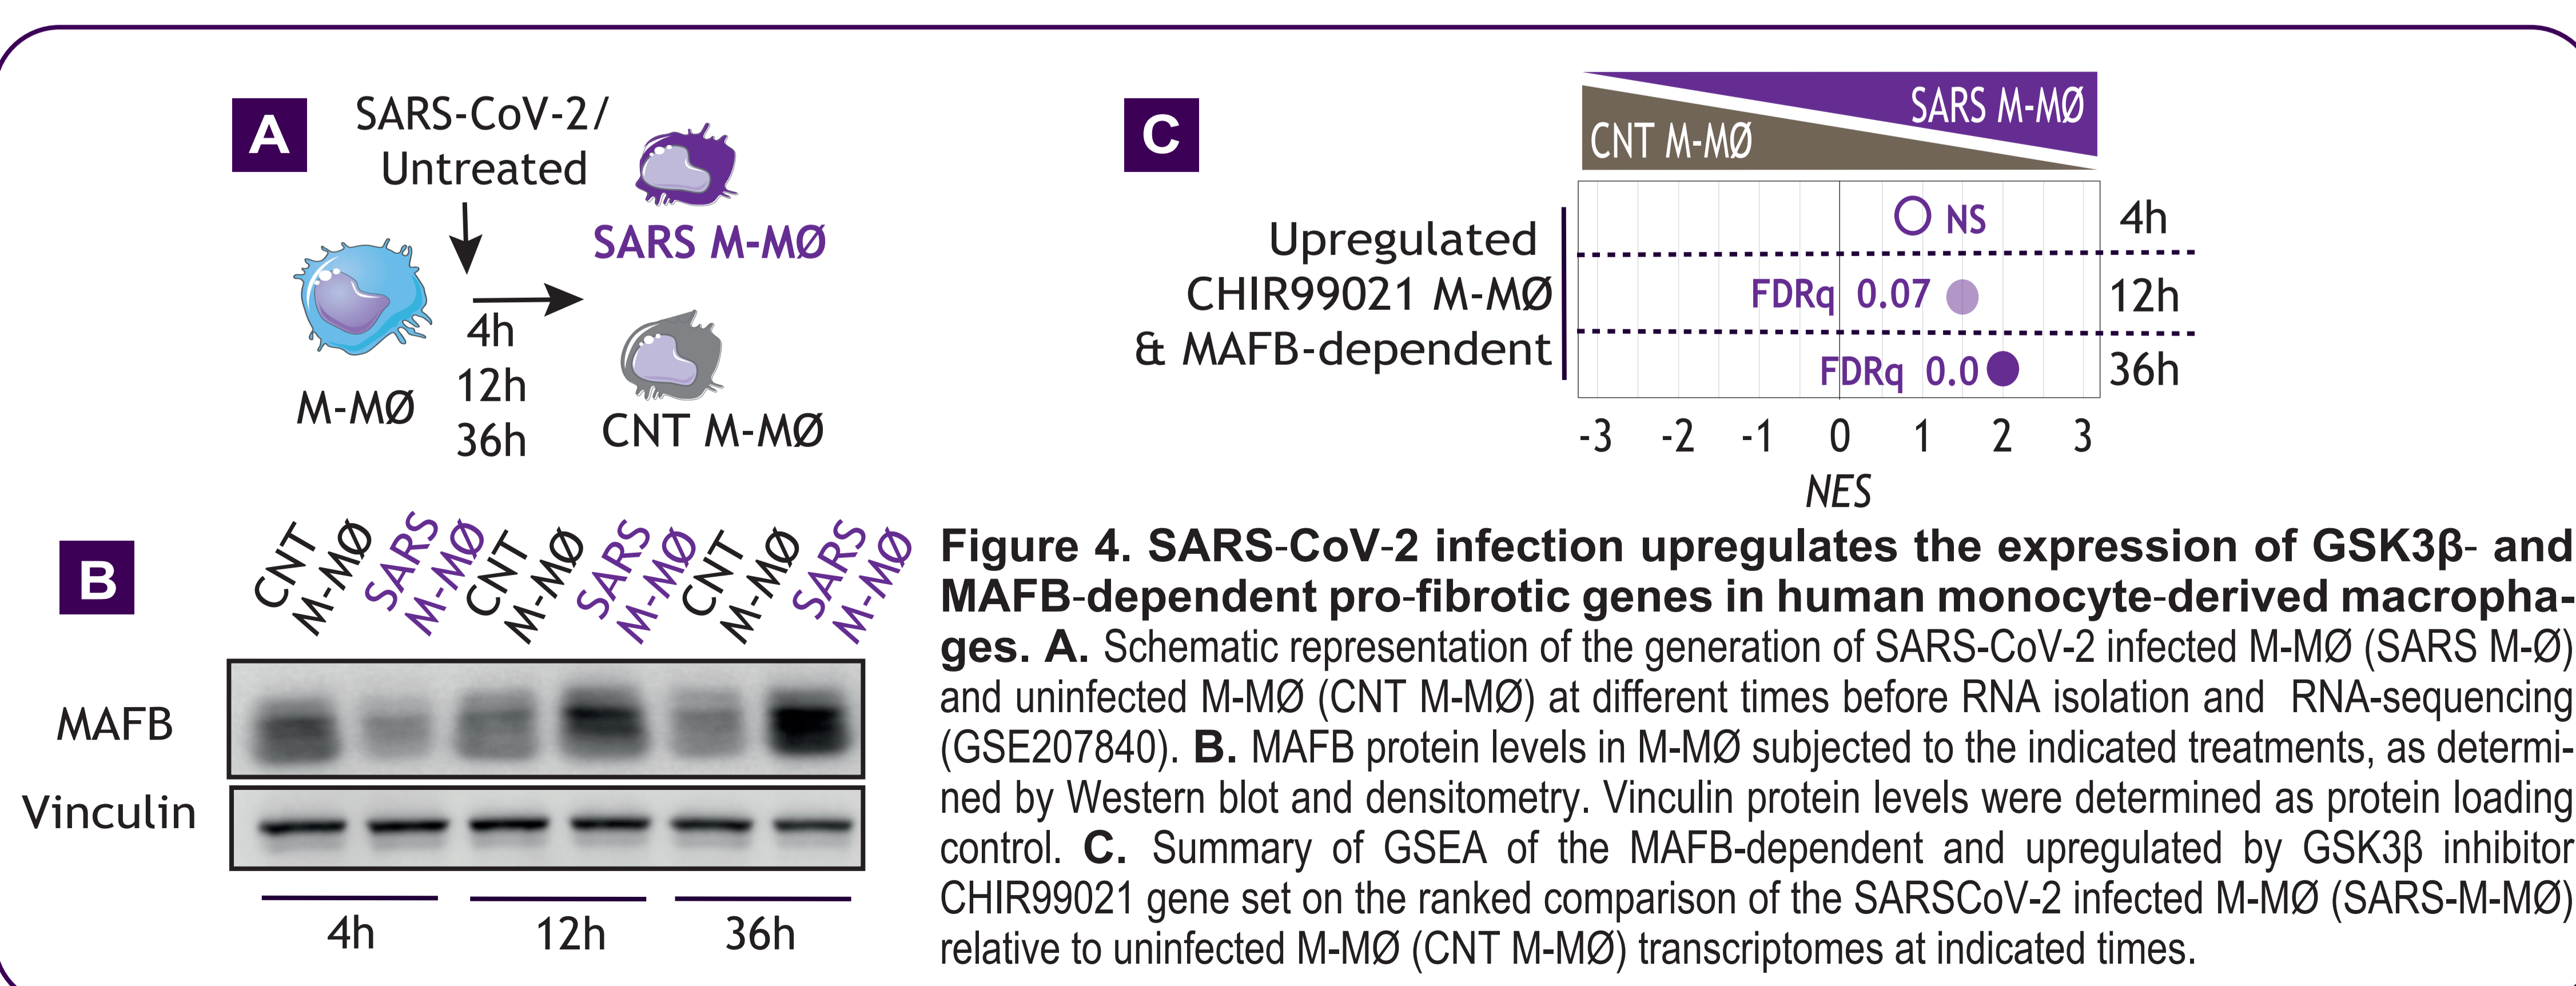 A
SARS-CoV-2/
Untreated
SARS M-MØ
M-MØ
4h
12h
36h
CNT M-MØ
C
SARS M-MØ
CNT M-MØ
Upregulated
CHIR99021 M-MØ
& MAFB-dependent
NS
4h
FDRq 0.07
12h
FDRq 0.0
36h
-3 -2 -1 0 1 2 3
NES
B
CNT
M-MØ
SARS
M-MØ
CNT
M-MØ
SARS
M-MØ
CNT
M-MØ
SARS
M-MØ
MAFB
Vinculin
4h 12h 36h
Figure 4. SARS-CoV-2 infection upregulates the expression of GSK3β- and
MAFB-dependent pro-fibrotic genes in human monocyte-derived macropha-
ges. A. Schematic representation of the generation of SARS-CoV-2 infected M-MØ (SARS M-Ø)
and uninfected M-MØ (CNT M-MØ) at different times before RNA isolation and RNA-sequencing
(GSE207840). B. MAFB protein levels in M-MØ subjected to the indicated treatments, as determi-
ned by Western blot and densitometry. Vinculin protein levels were determined as protein loading
control. C. Summary of GSEA of the MAFB-dependent and upregulated by GSK3β inhibitor
CHIR99021 gene set on the ranked comparison of the SARSCoV-2 infected M-MØ (SARS-M-MØ)
relative to uninfected M-MØ (CNT M-MØ) transcriptomes at indicated times.